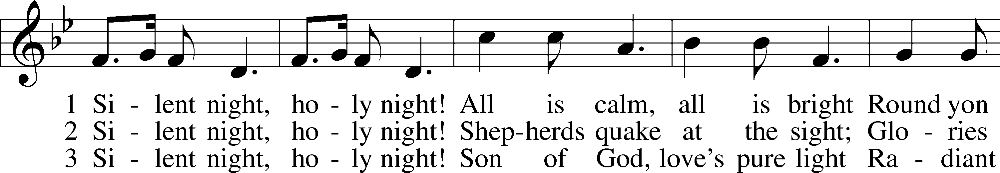 1 Si - lent night, ho - ly night! All is calm, all is bright Round yon
2 Si - lent night, ho - ly night! Shep-herds quake at the sight; Glo - ries
3 Si - lent night, ho - ly night! Son of God, love's pure light Ra - diant